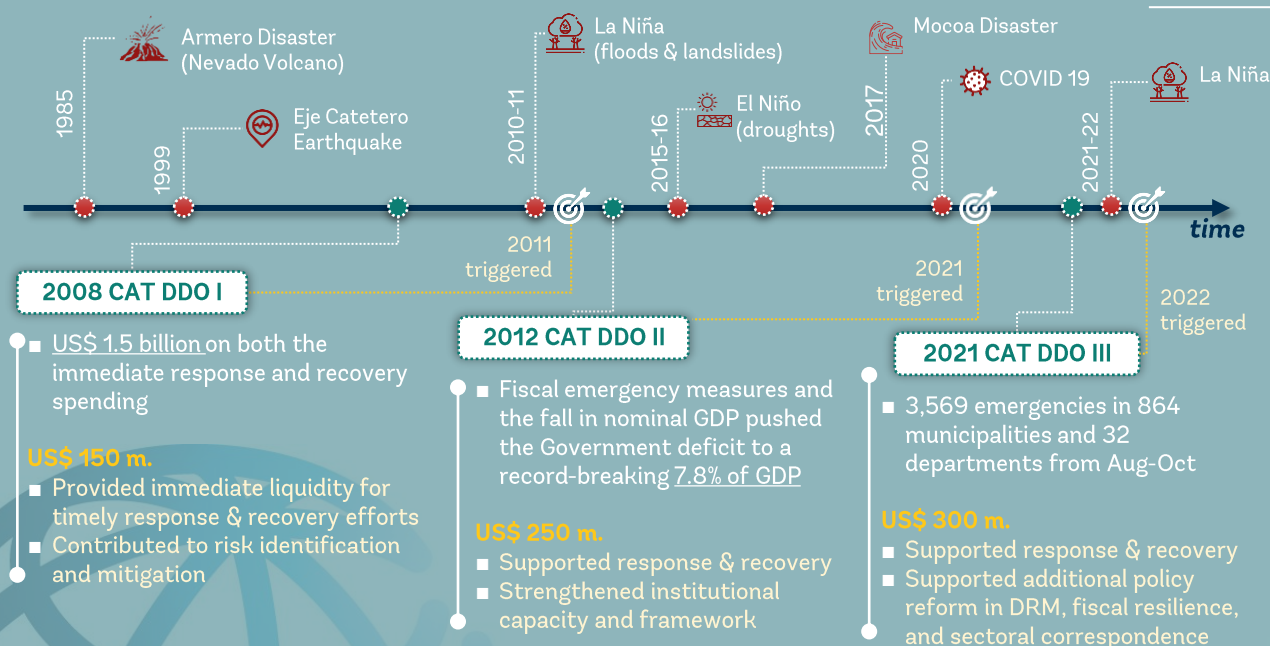 Armero Disaster
(Nevado Volcano)
1985
Eje Catetero
Earthquake
1999
La Niña
(floods & landslides)
2010-11
El Niño
(droughts)
2015-16
Mocoa Disaster
2017
COVID 19
2020
La Niña
2021-22
time
2011
triggered
2021
triggered
2022
triggered
2008 CAT DDO I
▪ US$ 1.5 billion on both the
immediate response and recovery
spending
US$ 150 m.
▪ Provided immediate liquidity for
timely response & recovery efforts
▪ Contributed to risk identification
and mitigation
2012 CAT DDO II
▪ Fiscal emergency measures and
the fall in nominal GDP pushed
the Government deficit to a
record-breaking 7.8% of GDP
US$ 250 m.
▪ Supported response & recovery
▪ Strengthened institutional
capacity and framework
2021 CAT DDO III
▪ 3,569 emergencies in 864
municipalities and 32
departments from Aug-Oct
US$ 300 m.
▪ Supported response & recovery
▪ Supported additional policy
reform in DRM, fiscal resilience,
and sectoral correspondence